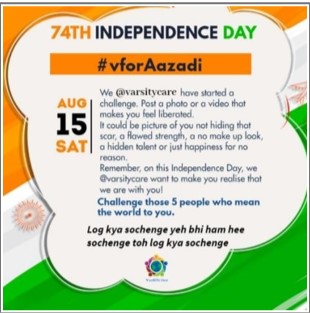 74TH INDEPENDENCE DAY
#vforAazadi
AUG
15
SAT
We @varsitycare have started a
challenge. Post a photo or a video that
makes you feel liberated.
It could be picture of you not hiding that
scar, a flawed strength, a no make up look,
a hidden talent or just happiness for no
reason.
Remember, on this Independence Day, we
@varsitycare want to make you realise that
we are with you!
Challenge those 5 people who mean
the world to you.
Log kya sochenge yeh bhi ham hee
sochenge toh log kya sochenge